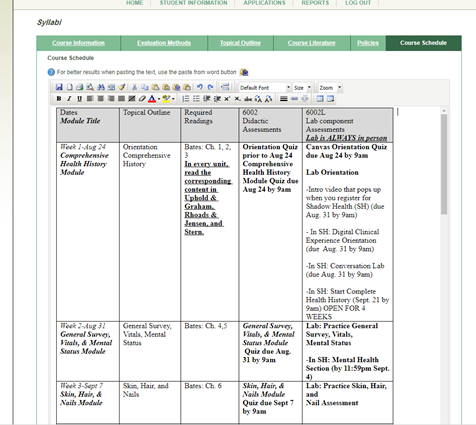 HOME | STUDENT INFORMATION | APPLICATIONS | REPORTS | LOG OUT |
Syllabi
Course Information
Evaluation Methods
Topical Outline
Course Literature
Policies
Course Schedule
Course Schedule
For better results when pasting the text, use the paste from word button
Default Font
Size
Zoom
Dates
Module Title
Topical Outline
Required
Readings
6002
Didactic
Assessments
6002L
Lab component
Assessments
Lab is ALWAYS in person
Week 1-Aug 24
Comprehensive
Health History
Module
Orientation
Comprehensive
History
Bates: Ch. 1, 2,
3
In every unit,
read the
corresponding
content in
Uphold &
Graham,
Rhoads &
Jensen, and
Stern.
Orientation Quiz
prior to Aug 24
Comprehensive
Health History
Module Quiz due
Aug 24 by 9am
Canvas Orientation Quiz
due Aug 24 by 9am
Lab Orientation
-Intro video that pops up
when you register for
Shadow Health (SH) (due
Aug. 31 by 9am)
- In SH: Digital Clinical
Experience Orientation
(due Aug. 31 by 9am)
-In SH: Conversation Lab
(due Aug. 31 by 9am)
-In SH: Start Complete
Health History (Sept. 21 by
9am) OPEN FOR 4
WEEKS
Week 2-Aug 31
General Survey,
Vitals, & Mental
Status Module
General Survey,
Vitals, Mental
Status
Bates: Ch. 4,5
General Survey,
Vitals, & Mental
Status Module
Quiz due Aug.
31 by 9am
Lab: Practice General
Survey, Vitals,
Mental Status
-In SH: Mental Health
Section (by 11:59pm Sept.
4)
Week 3-Sept 7
Skin, Hair, &
Nails Module
Skin, Hair, and
Nails
Bates: Ch. 6
Skin, Hair, &
Nails Module
Quiz due Sept 7
by 9am
Lab: Practice Skin, Hair,
and
Nail Assessment